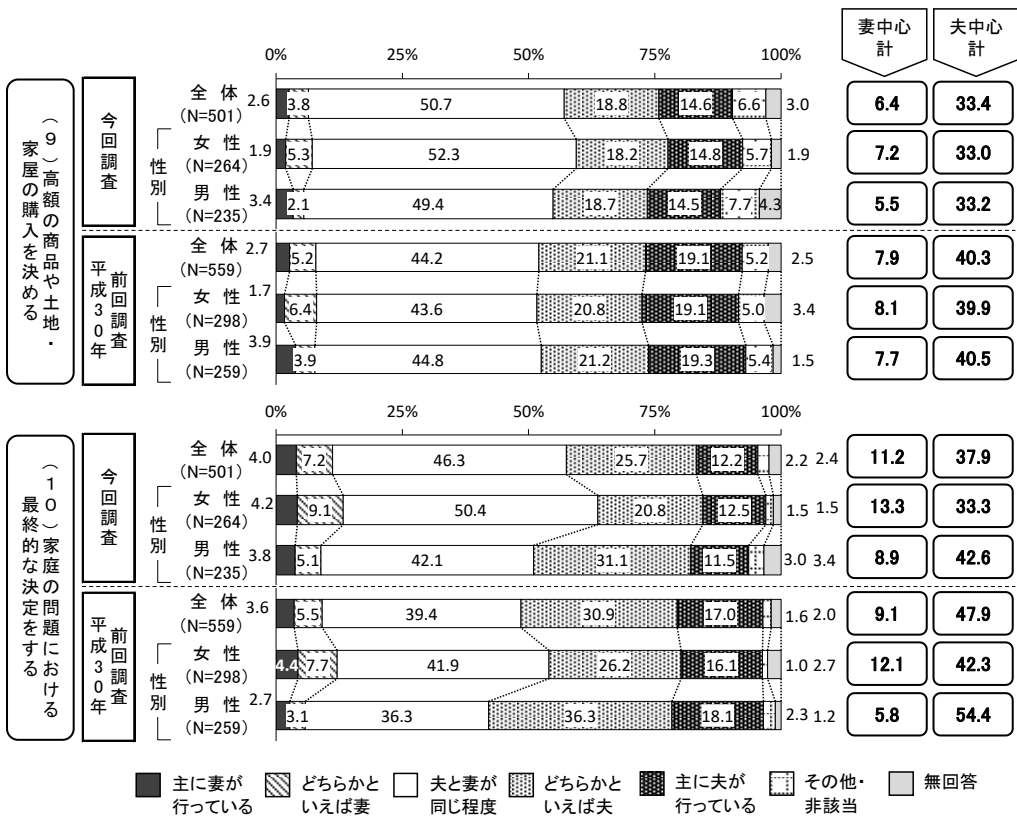 妻中心
計
夫中心
計
0% 25% 50% 75% 100%
(9)高額の商品や土地・
家屋の購入を決める
今回調査
全 体
(N=501)
2.6 3.8 50.7 18.8 14.6 6.6 3.0 6.4 33.4
性別
女 性
(N=264)
1.9 5.3 52.3 18.2 14.8 5.7 1.9 7.2 33.0
男 性
(N=235)
3.4 2.1 49.4 18.7 14.5 7.7 4.3 5.5 33.2
前回調査
平成30年
全 体
(N=559)
2.7 5.2 44.2 21.1 19.1 5.2 2.5 7.9 40.3
性別
女 性
(N=298)
1.7 6.4 43.6 20.8 19.1 5.0 3.4 8.1 39.9
男 性
(N=259)
3.9 3.9 44.8 21.2 19.3 5.4 1.5 7.7 40.5
0% 25% 50% 75% 100%
(10)家庭の問題における
最終的な決定をする
今回調査
全 体
(N=501)
4.0 7.2 46.3 25.7 12.2 2.2 2.4 11.2 37.9
性別
女 性
(N=264)
4.2 9.1 50.4 20.8 12.5 1.5 1.5 13.3 33.3
男 性
(N=235)
3.8 5.1 42.1 31.1 11.5 3.0 3.4 8.9 42.6
前回調査
平成30年
全 体
(N=559)
3.6 5.5 39.4 30.9 17.0 1.6 2.0 9.1 47.9
性別
女 性
(N=298)
4.4 7.7 41.9 26.2 16.1 1.0 2.7 12.1 42.3
男 性
(N=259)
2.7 3.1 36.3 36.3 18.1 2.3 1.2 5.8 54.4
主に妻が
行っている
どちらかと
いえば妻
夫と妻が
同じ程度
どちらかと
いえば夫
主に夫が
行っている
その他・
非該当
無回答